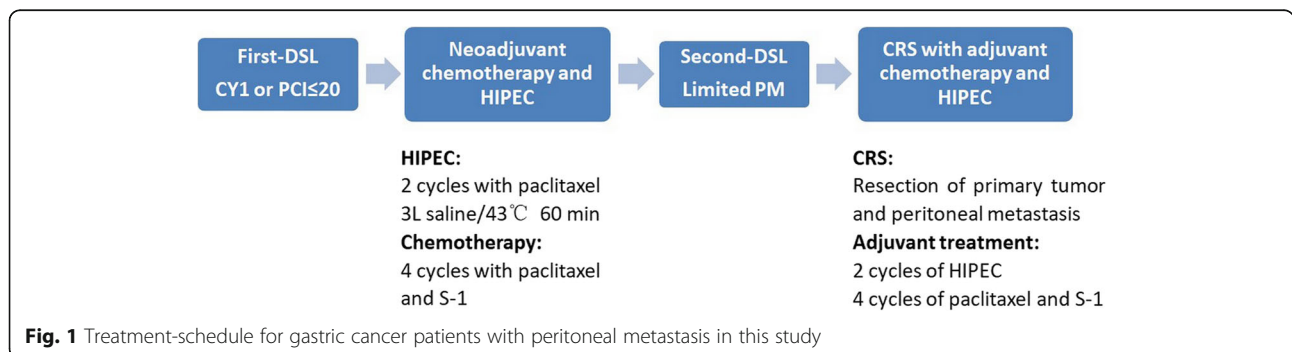 First-DSL
CY1 or PCI≤20
Neoadjuvant
chemotherapy and
HIPEC
Second-DSL
Limited PM
CRS with adjuvant
chemotherapy and
HIPEC
HIPEC:
2 cycles with paclitaxel
3L saline/43℃ 60 min
Chemotherapy:
4 cycles with paclitaxel
and S-1
CRS:
Resection of primary tumor
and peritoneal metastasis
Adjuvant treatment:
2 cycles of HIPEC
4 cycles of paclitaxel and S-1
Fig. 1 Treatment-schedule for gastric cancer patients with peritoneal metastasis in this study